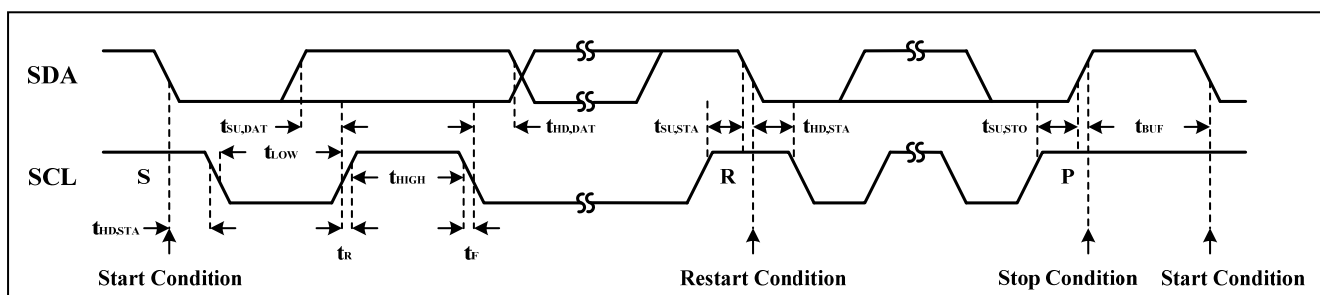 SDA
tSU,DAT
tHD,DAT
tSU,STA
tHD,STA
tSU,STO
tBUF
tLOW
SCL
S
tHIGH
R
P
tHD,STA
tR
tF
Start Condition
Restart Condition
Stop Condition
Start Condition